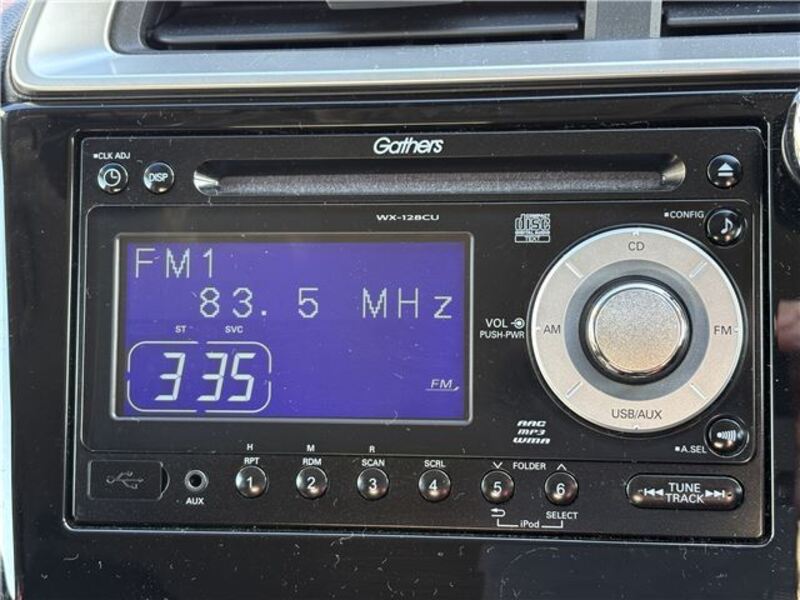 Gathers
■CLK ADJ
DISP
WX-128CU
COMPACT
disc
DIGITAL AUDIO
TEXT
■CONFIG
FM1
83.5 MHz
ST SVC
3 35
FM
CD
AM
FM
USB/AUX
VOL
PUSH-PWR
AAC
MP3
WMA
■A.SEL
H M R
RPT RDM SCAN SCRL FOLDER
1 2 3 4 5 6
AUX
SELECT
iPod
TUNE
TRACK